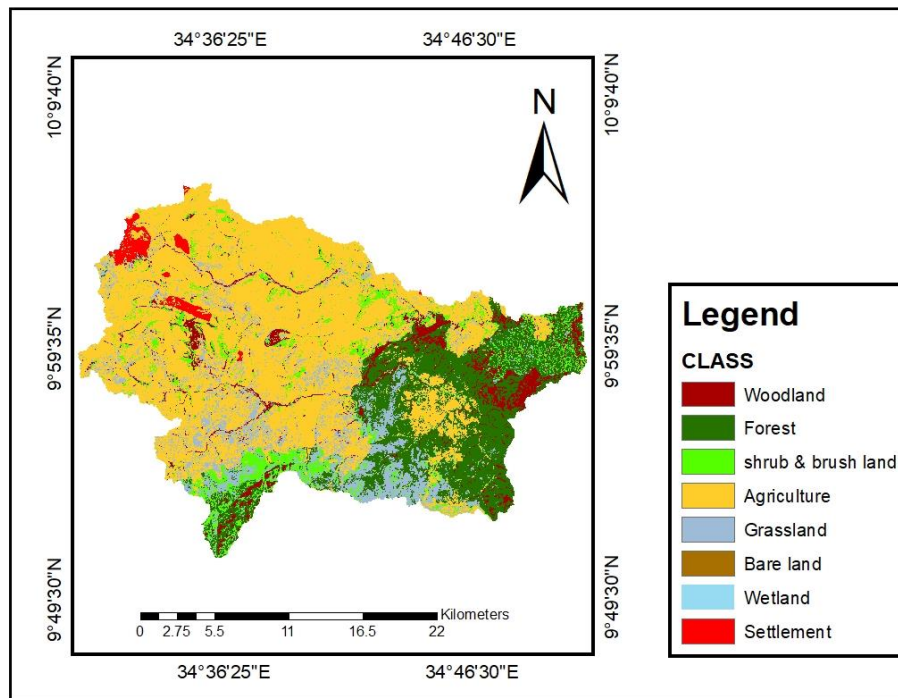 34°36'25"E 34°46'30"E
10°9'40"N 10°9'40"N
N
9°59'35"N 9°59'35"N
9°49'30"N 9°49'30"N
Kilometers
0 2.75 5.5 11 16.5 22
34°36'25"E 34°46'30"E
Legend
CLASS
Woodland
Forest
shrub & brush land
Agriculture
Grassland
Bare land
Wetland
Settlement